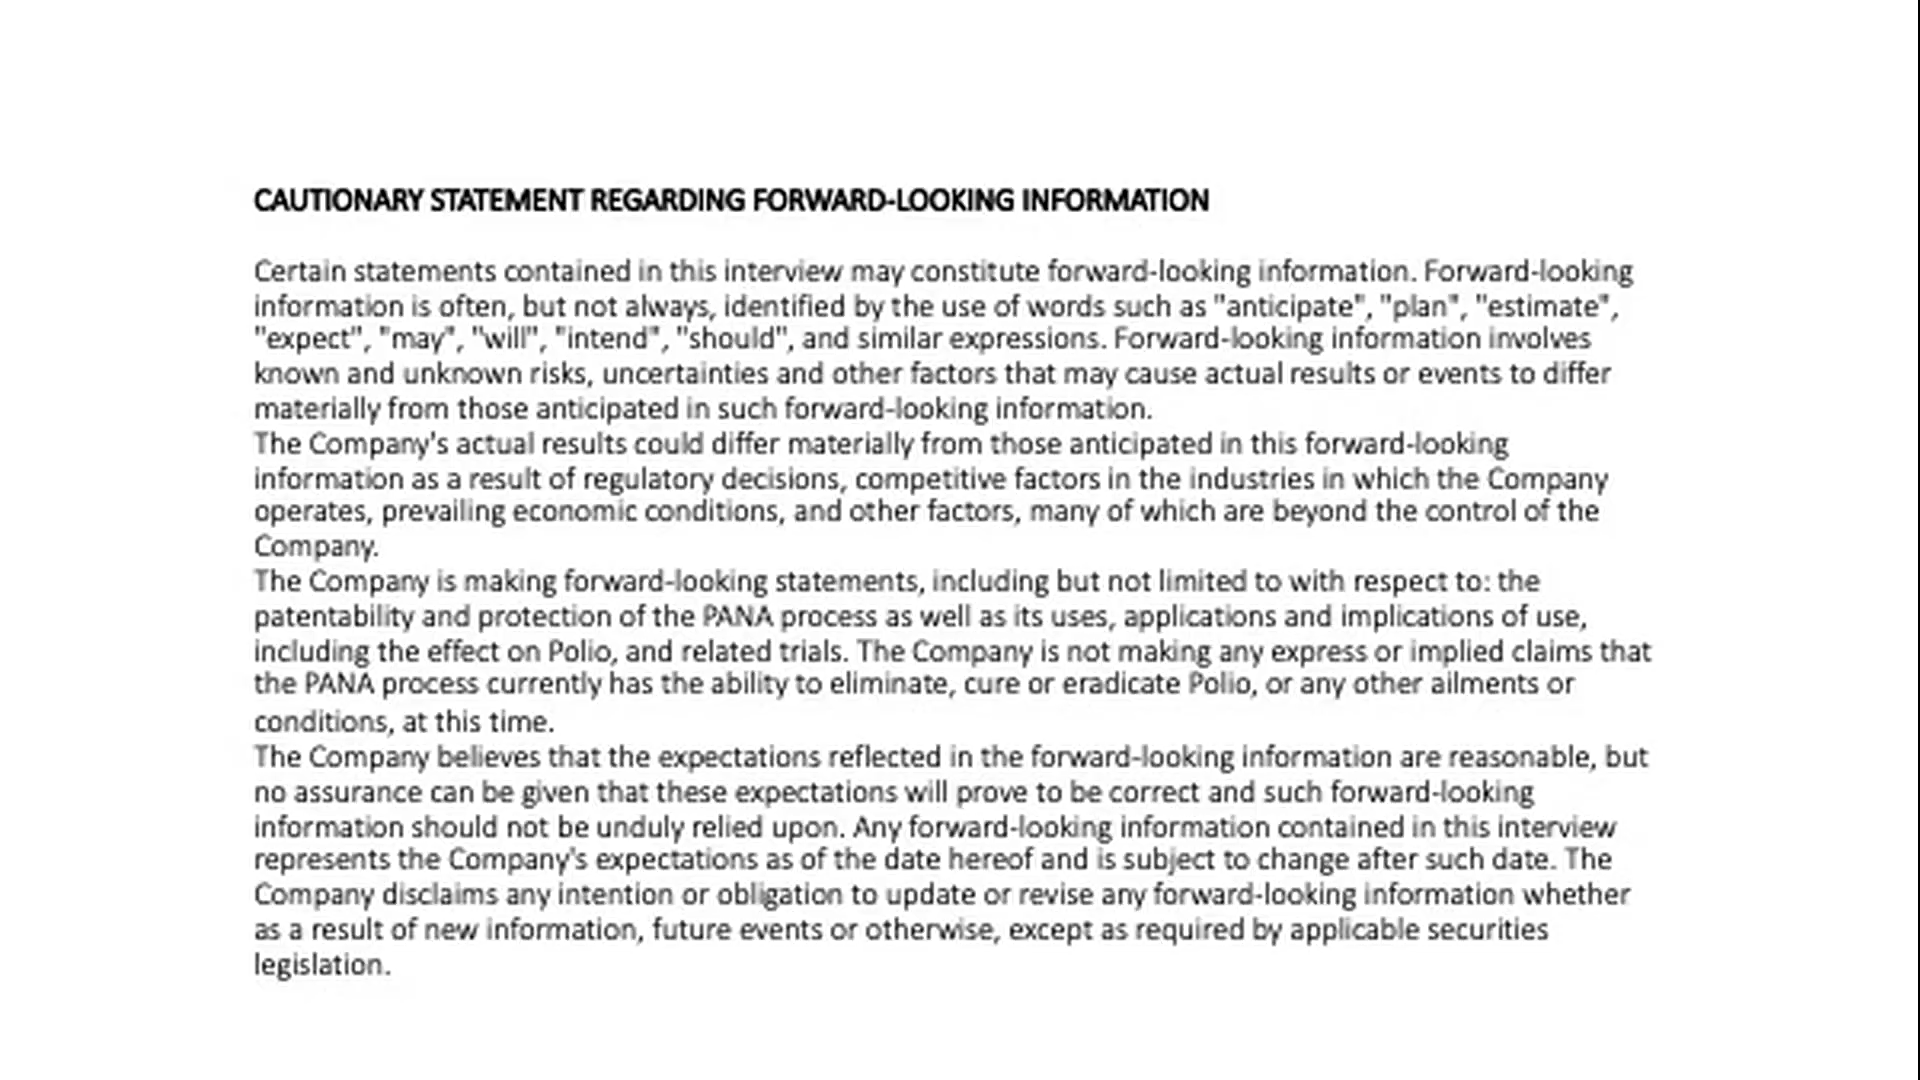 CAUTIONARY STATEMENT REGARDING FORWARD-LOOKING INFORMATION
Certain statements contained in this interview may constitute forward-looking information. Forward-looking
information is often, but not always, identified by the use of words such as "anticipate", "plan", "estimate",
"expect", "may", "will", "intend", "should", and similar expressions. Forward-looking information involves
known and unknown risks, uncertainties and other factors that may cause actual results or events to differ
materially from those anticipated in such forward-looking information.
The Company's actual results could differ materially from those anticipated in this forward-looking
information as a result of regulatory decisions, competitive factors in the industries in which the Company
operates, prevailing economic conditions, and other factors, many of which are beyond the control of the
Company.
The Company is making forward-looking statements, including but not limited to with respect to: the
patentability and protection of the PANA process as well as its uses, applications and implications of use,
including the effect on Polio, and related trials. The Company is not making any express or implied claims that
the PANA process currently has the ability to eliminate, cure or eradicate Polio, or any other ailments or
conditions, at this time.
The Company believes that the expectations reflected in the forward-looking information are reasonable, but
no assurance can be given that these expectations will prove to be correct and such forward-looking
information should not be unduly relied upon. Any forward-looking information contained in this interview
represents the Company's expectations as of the date hereof and is subject to change after such date. The
Company disclaims any intention or obligation to update or revise any forward-looking information whether
as a result of new information, future events or otherwise, except as required by applicable securities
legislation.